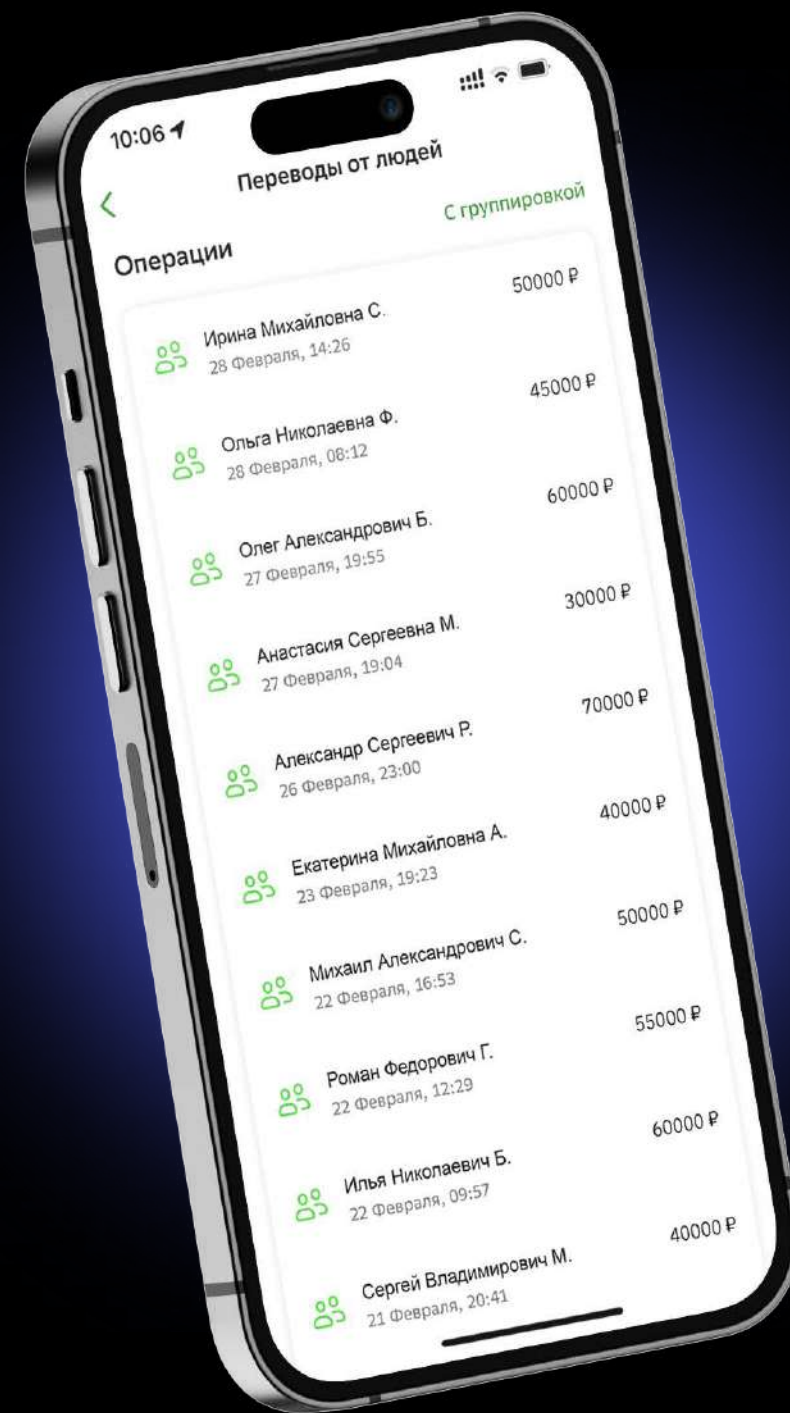 10:06
Переводы от людей
Операции
С группировкой
Ирина Михайловна С.
50000 ₽
28 Февраля, 14:26
Ольга Николаевна Ф.
45000 ₽
28 Февраля, 08:12
Олег Александрович Б.
60000 ₽
27 Февраля, 19:55
Анастасия Сергеевна М.
30000 ₽
27 Февраля, 19:04
Александр Сергеевич Р.
70000 ₽
26 Февраля, 23:00
Екатерина Михайловна А.
40000 ₽
23 Февраля, 19:23
Михаил Александрович С.
50000 ₽
22 Февраля, 16:53
Роман Федорович Г.
55000 ₽
22 Февраля, 12:29
Илья Николаевич Б.
60000 ₽
22 Февраля, 09:57
Сергей Владимирович М.
40000 ₽
21 Февраля, 20:41